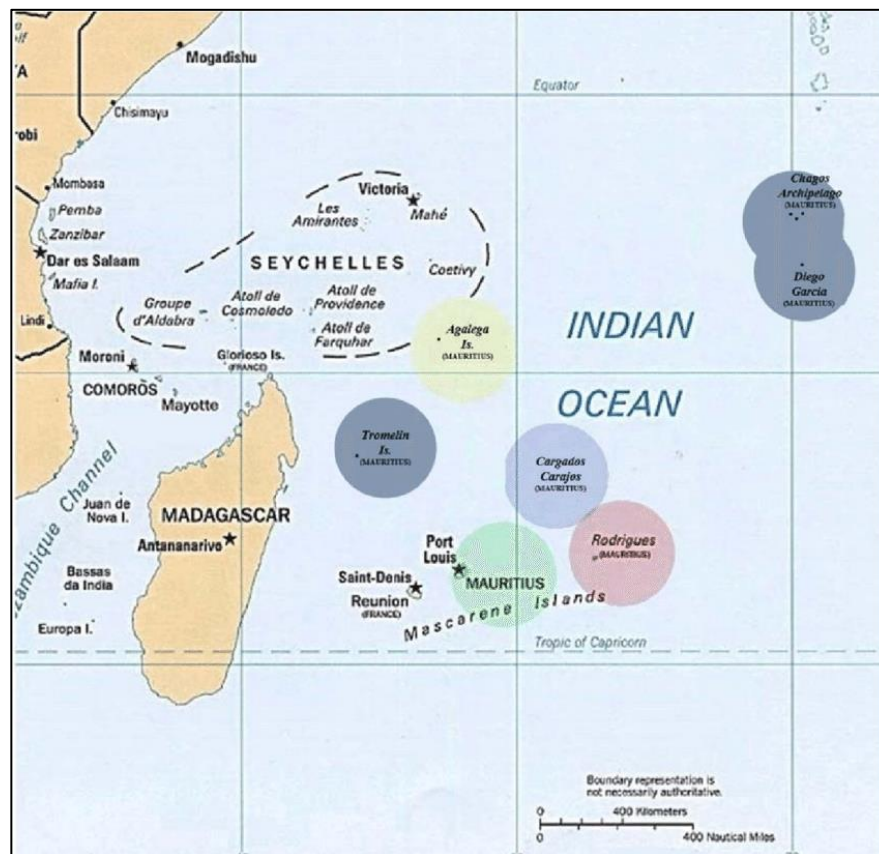 Mogadishu
Chisimayu
Equator
robi
Mombasa
Pemba
Zanzibar
Dar es Salaam
Mafia I.
Lindi
Victoria
Mahé
Les
Amirantes
SEYCHELLES
Coetivy
Groupe
d'Aldabra
Atoll de
Cosmoledo
Atoll de
Providence
Atoll de
Farquhar
Chagos
Archipelago
(MAURITIUS)
Diego
Garcia
(MAURITIUS)
Agalega
Is.
(MAURITIUS)
INDIAN
OCEAN
Moroni
COMOROS
Mayotte
Glorioso Is.
(FRANCE)
Tromelin
Is.
(MAURITIUS)
Cargados
Carajos
(MAURITIUS)
Rodrigues
(MAURITIUS)
zambique Channel
Juan de
Nova I.
MADAGASCAR
Antananarivo
Bassas
da India
Europa I.
Port
Louis
MAURITIUS
Saint-Denis
Reunion
(FRANCE)
Mascarene Islands
Tropic of Capricorn
Boundary representation is
not necessarily authoritative.
0 400 Kilometers
0 400 Nautical Miles